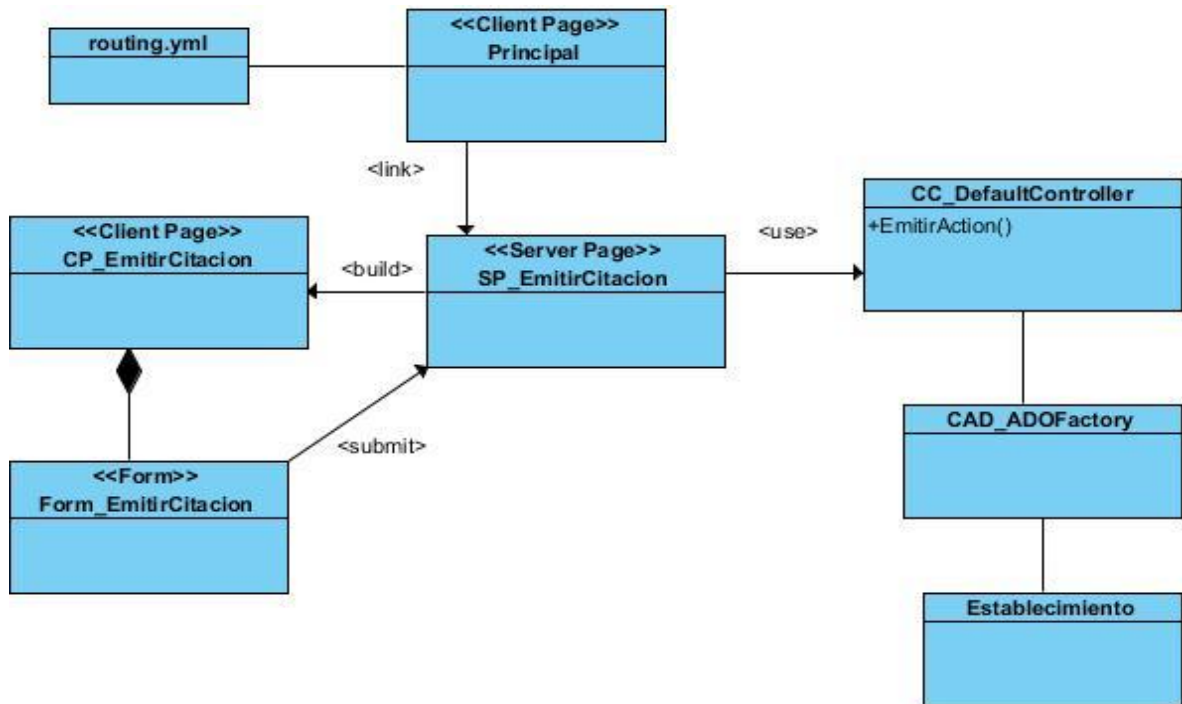 routing.yml
<<Client Page>>
Principal
<link>
<<Client Page>>
CP_EmitirCitacion
<build>
<<Server Page>>
SP_EmitirCitacion
<use>
CC_DefaultController
+EmitirAction()
<submit>
<<Form>>
Form_EmitirCitacion
CAD_ADOFactory
Establecimiento